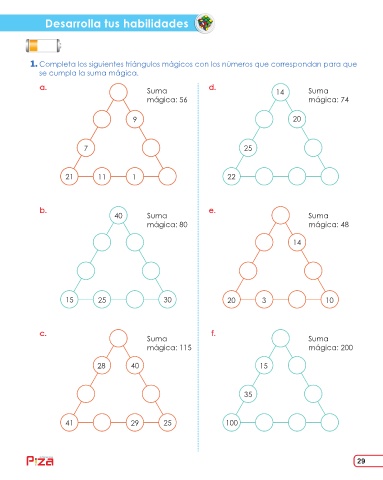 Desarrolla tus habilidades
1. Completa los siguientes triángulos mágicos con los números que correspondan para que
se cumpla la suma mágica.
a.
Suma
mágica: 56
9
7
21 11 1
d.
14
Suma
mágica: 74
20
25
22
b.
40
Suma
mágica: 80
15 25 30
e.
Suma
mágica: 48
14
20 3 10
c.
Suma
mágica: 115
28 40
41 29 25
f.
Suma
mágica: 200
15
35
100
Piza
29